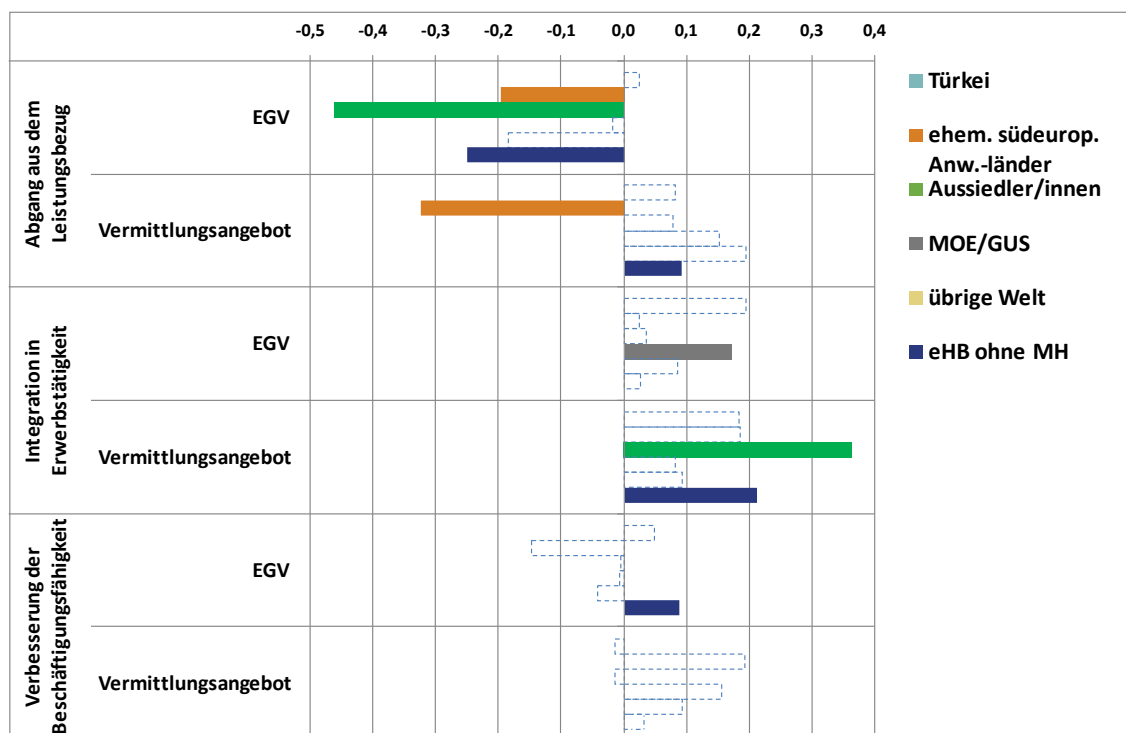 -0,5 -0,4 -0,3 -0,2 -0,1 0,0 0,1 0,2 0,3 0,4
Abgang aus dem
Leistungsbezug
EGV
Vermittlungsangebot
Integration in
Erwerbstätigkeit
EGV
Vermittlungsangebot
Verbesserung der
Beschäftigungsfähigkeit
EGV
Vermittlungsangebot
Türkei
ehem. südeurop.
Anw.-länder
Aussiedler/innen
MOE/GUS
übrige Welt
eHB ohne MH